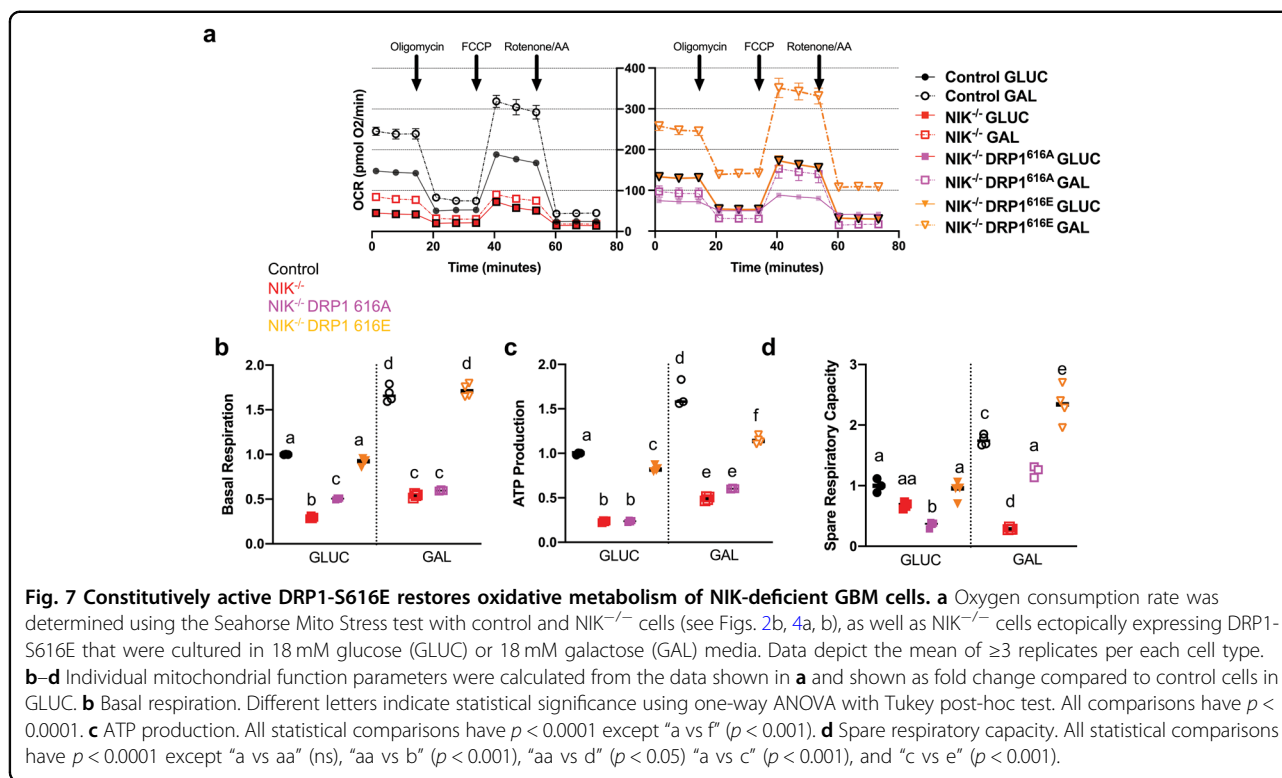 a
Oligomycin FCCP Rotenone/AA
Oligomycin FCCP Rotenone/AA
OCR (pmol O2/min)
400
300
200
100
0
0 20 40 60 80
Time (minutes)
0 20 40 60 80
Time (minutes)
Control GLUC
Control GAL
NIK-/- GLUC
NIK-/- GAL
NIK-/- DRP1616A GLUC
NIK-/- DRP1616A GAL
NIK-/- DRP1616E GLUC
NIK-/- DRP1616E GAL
Control
NIK-/-
NIK-/- DRP1 616A
NIK-/- DRP1 616E
b
Basal Respiration
2.0
1.5
1.0
0.5
0.0
a b c a d c c d
GLUC GAL
c
ATP Production
2.0
1.5
1.0
0.5
0.0
a b b c d e e f
GLUC GAL
d
Spare Respiratory Capacity
3
2
1
0
a aa b a c d a e
GLUC GAL
Fig. 7 Constitutively active DRP1-S616E restores oxidative metabolism of NIK-deficient GBM cells. a Oxygen consumption rate was
determined using the Seahorse Mito Stress test with control and NIK−/− cells (see Figs. 2b, 4a, b), as well as NIK−/− cells ectopically expressing DRP1-
S616E that were cultured in 18 mM glucose (GLUC) or 18 mM galactose (GAL) media. Data depict the mean of ≥3 replicates per each cell type.
b–d Individual mitochondrial function parameters were calculated from the data shown in a and shown as fold change compared to control cells in
GLUC. b Basal respiration. Different letters indicate statistical significance using one-way ANOVA with Tukey post-hoc test. All comparisons have p <
0.0001. c ATP production. All statistical comparisons have p < 0.0001 except “a vs f” (p < 0.001). d Spare respiratory capacity. All statistical comparisons
have p < 0.0001 except “a vs aa” (ns), “aa vs b” (p < 0.001), “aa vs d” (p < 0.05) “a vs c” (p < 0.001), and “c vs e” (p < 0.001).